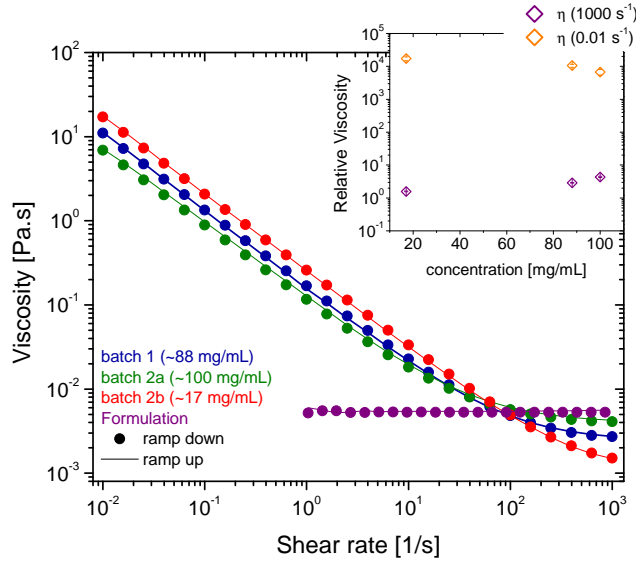 η (1000 s⁻¹)
η (0.01 s⁻¹)
10²
10¹
10⁰
10⁻¹
10⁻²
10⁻³
Viscosity [Pa.s]
10⁵
10⁴
10³
10²
10¹
10⁰
10⁻¹
Relative Viscosity
20 40 60 80 100
concentration [mg/mL]
batch 1 (~88 mg/mL)
batch 2a (~100 mg/mL)
batch 2b (~17 mg/mL)
Formulation
ramp down
ramp up
10⁻² 10⁻¹ 10⁰ 10¹ 10² 10³
Shear rate [1/s]